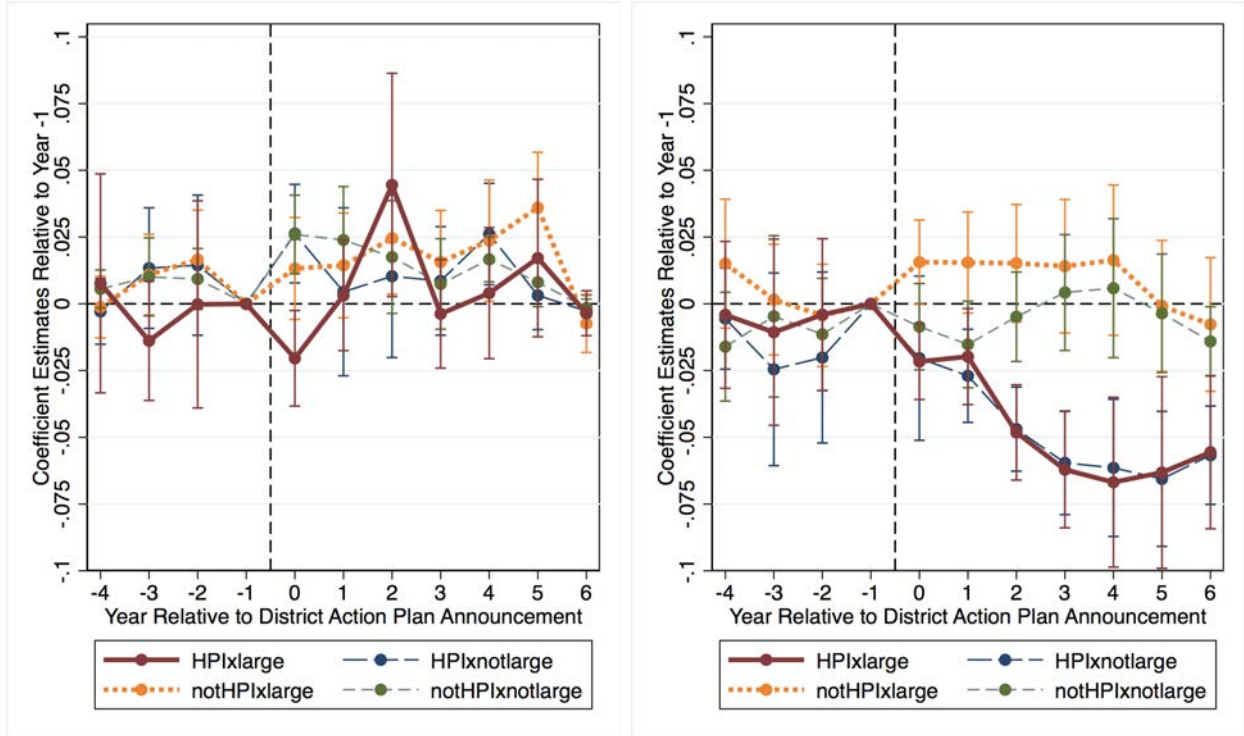 Coefficient Estimates Relative to Year -1
.1
.075
.05
.025
0
-.025
-.05
-.075
-.1
-4 -3 -2 -1 0 1 2 3 4 5 6
Year Relative to District Action Plan Announcement
HPIxlarge HPIxnotlarge
notHPIxlarge notHPIxnotlarge
Coefficient Estimates Relative to Year -1
.1
.075
.05
.025
0
-.025
-.05
-.075
-.1
-4 -3 -2 -1 0 1 2 3 4 5 6
Year Relative to District Action Plan Announcement
HPIxlarge HPIxnotlarge
notHPIxlarge notHPIxnotlarge